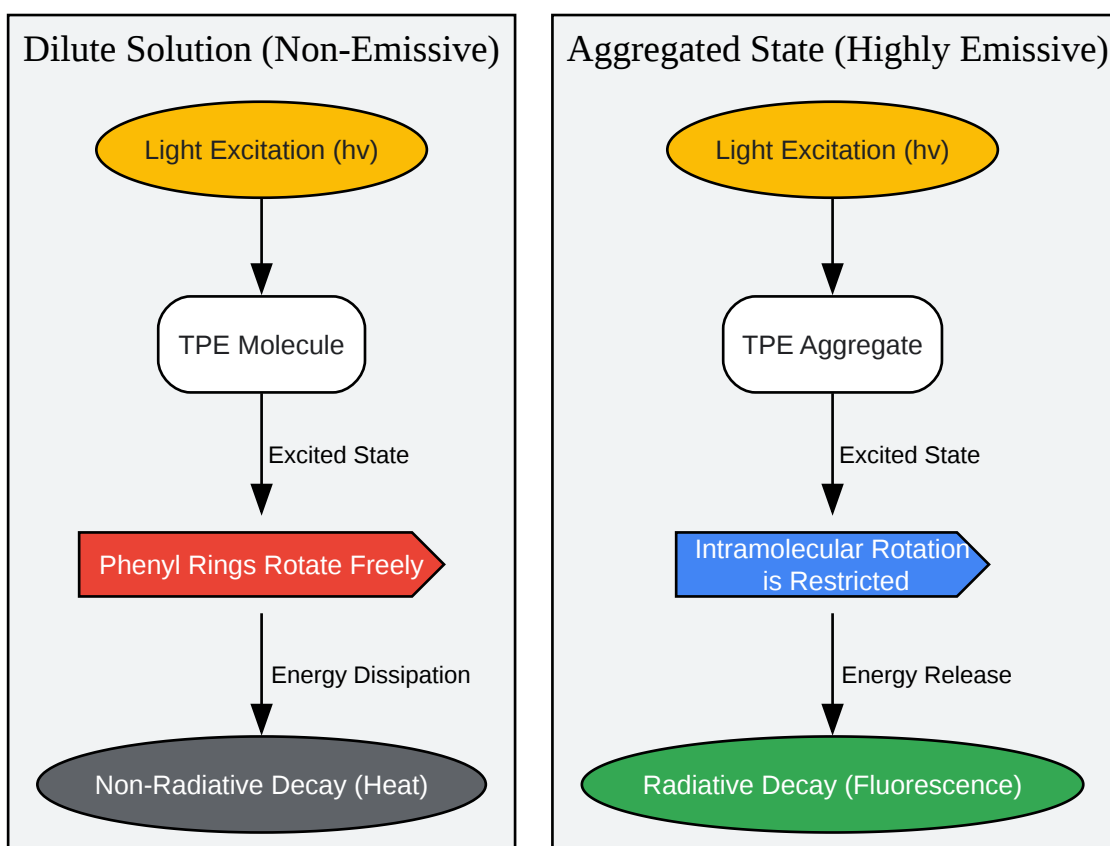 Dilute Solution (Non-Emissive)
Light Excitation (hv)
TPE Molecule
Excited State
Phenyl Rings Rotate Freely
Energy Dissipation
Non-Radiative Decay (Heat)
Aggregated State (Highly Emissive)
Light Excitation (hv)
TPE Aggregate
Excited State
Intramolecular Rotation
is Restricted
Energy Release
Radiative Decay (Fluorescence)